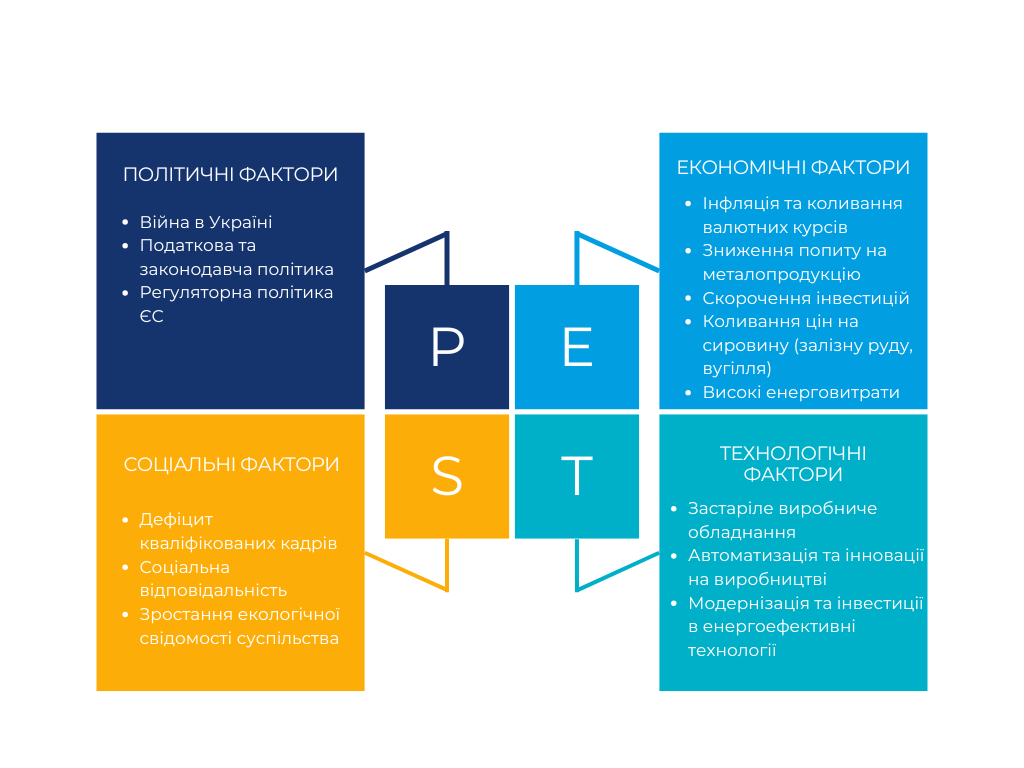 ПОЛІТИЧНІ ФАКТОРИ
• Війна в Україні
• Податкова та
законодавча політика
• Регуляторна політика
ЄС
ЕКОНОМІЧНІ ФАКТОРИ
• Інфляція та коливання
валютних курсів
• Зниження попиту на
металопродукцію
• Скорочення інвестицій
• Коливання цін на
сировину (залізну руду,
вугілля)
• Високі енерговитрати
P
E
S
T
СОЦІАЛЬНІ ФАКТОРИ
• Дефіцит
кваліфікованих кадрів
• Соціальна
відповідальність
• Зростання екологічної
свідомості суспільства
ТЕХНОЛОГІЧНІ
ФАКТОРИ
• Застаріле виробниче
обладнання
• Автоматизація та інновації
на виробництві
• Модернізація та інвестиції
в енергоефективні
технології